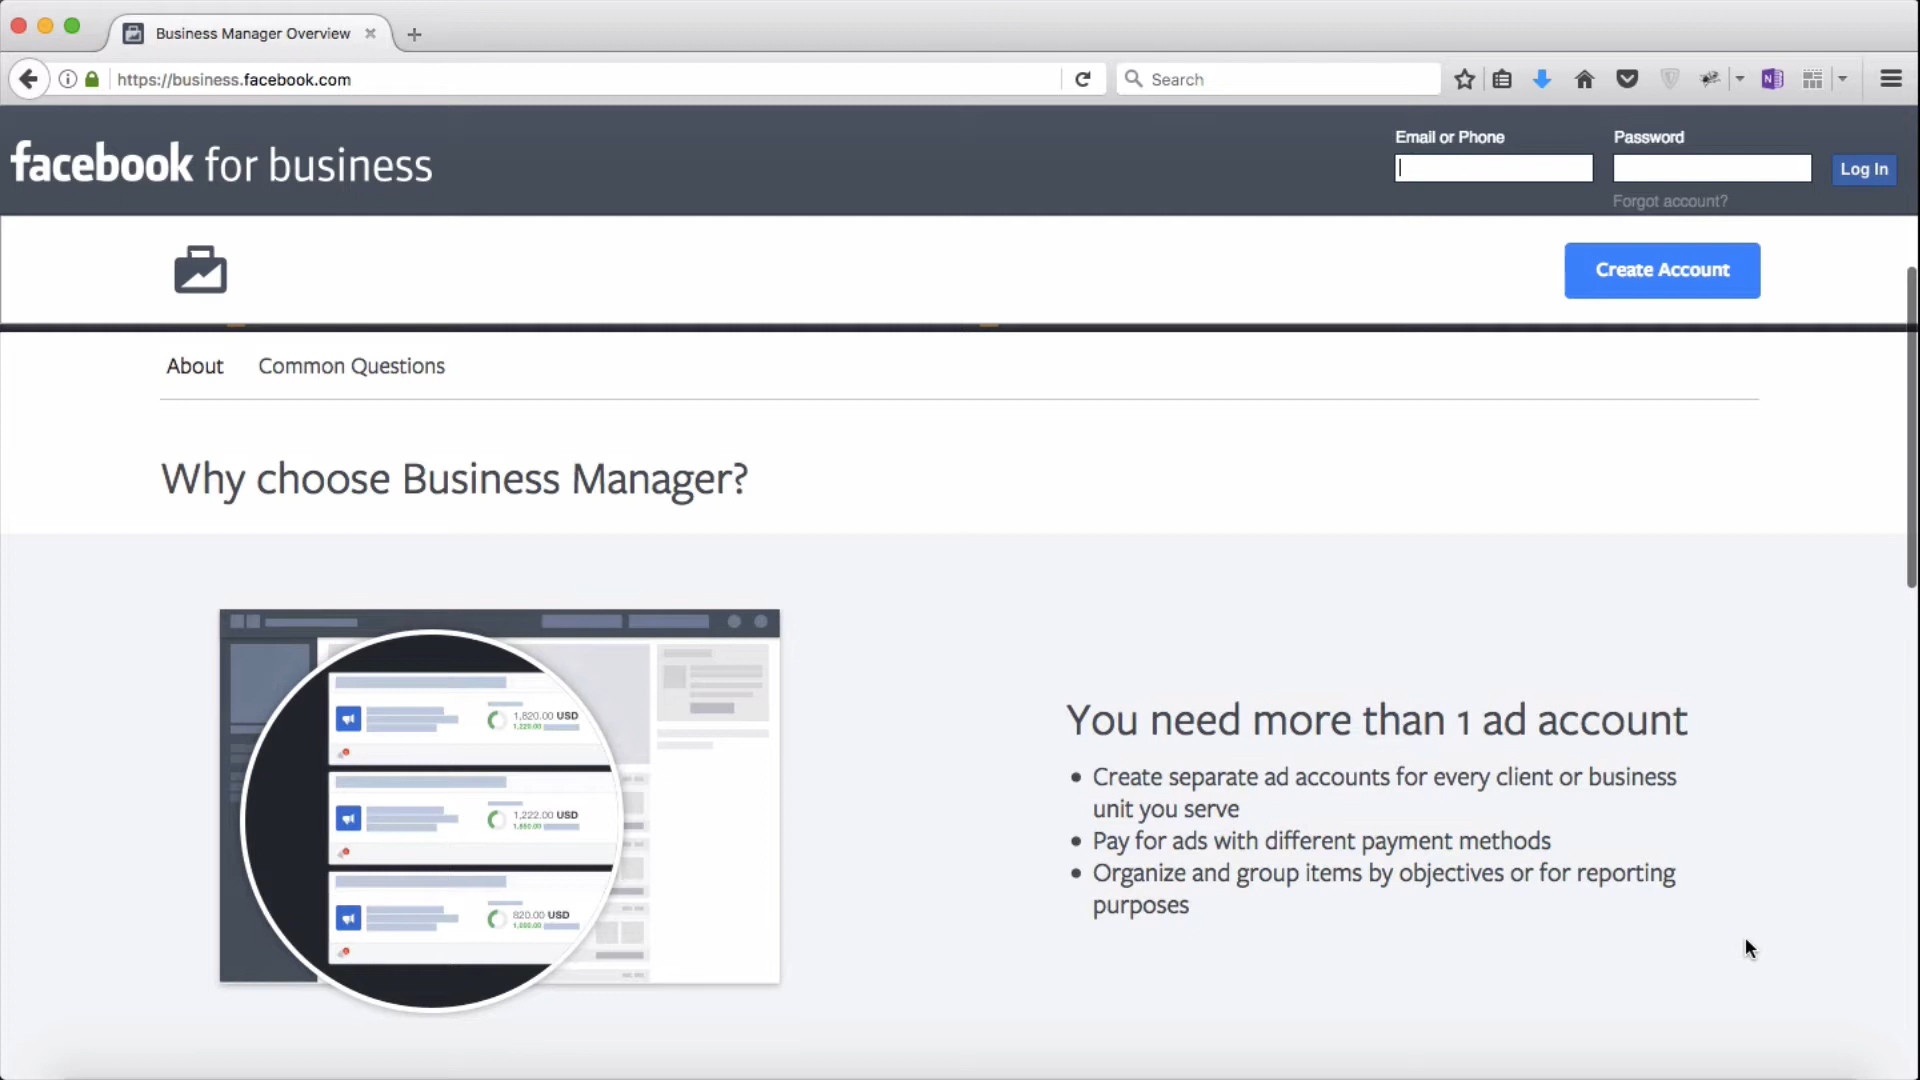 Business Manager Overview
https://business.facebook.com
Search
facebook for business
Email or Phone
Password
Log In
Forgot account?
Create Account
About
Common Questions
Why choose Business Manager?
1,820.00 USD
1,222.00 USD
820.00 USD
You need more than 1 ad account
Create separate ad accounts for every client or business
unit you serve
Pay for ads with different payment methods
Organize and group items by objectives or for reporting
purposes